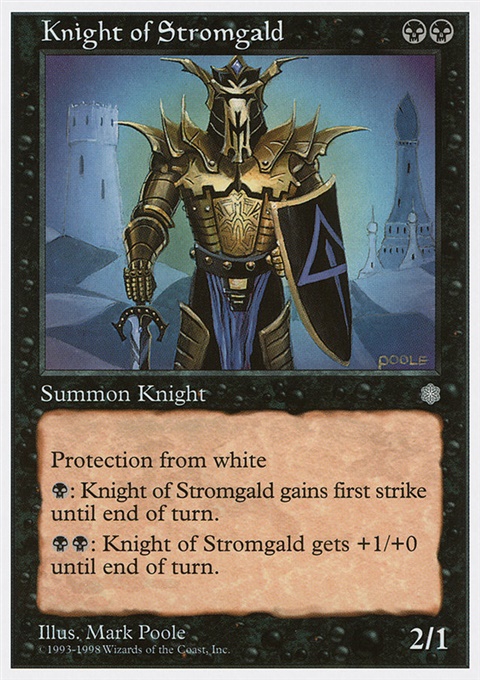 Knight of Stromgald
POOLE
Summon Knight
Protection from white
: Knight of Stromgald gains first strike
until end of turn.
: Knight of Stromgald gets +1/+0
until end of turn.
Illus. Mark Poole
2/1
©1993-1998 Wizards of the Coast, Inc.